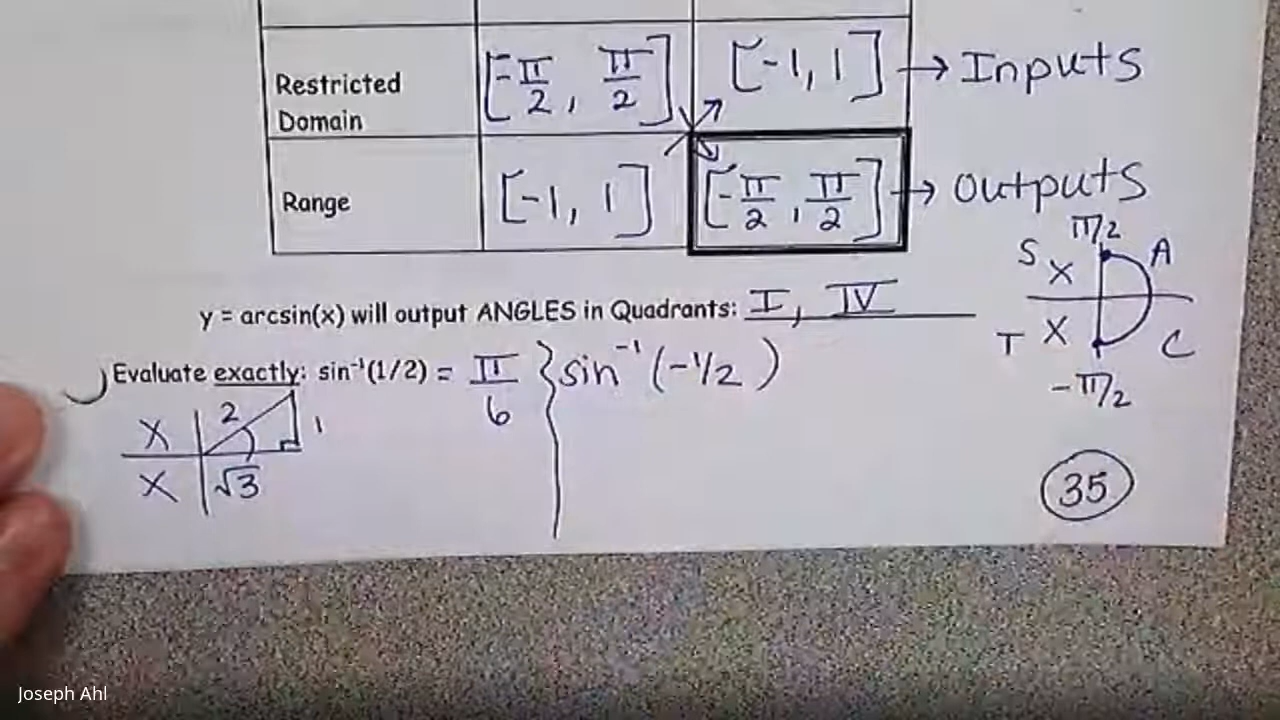 Restricted Domain [-π/2, π/2] [-1, 1] → Inputs
Range [-1, 1] [-π/2, π/2] → outputs
π/2
S X A
T X C
-π/2
y = arcsin(x) will output ANGLES in Quadrants: I, IV
Evaluate exactly: sin⁻¹(1/2) = π/6 sin⁻¹(-1/2)
X 2 1
X √3
35
Joseph Ahl